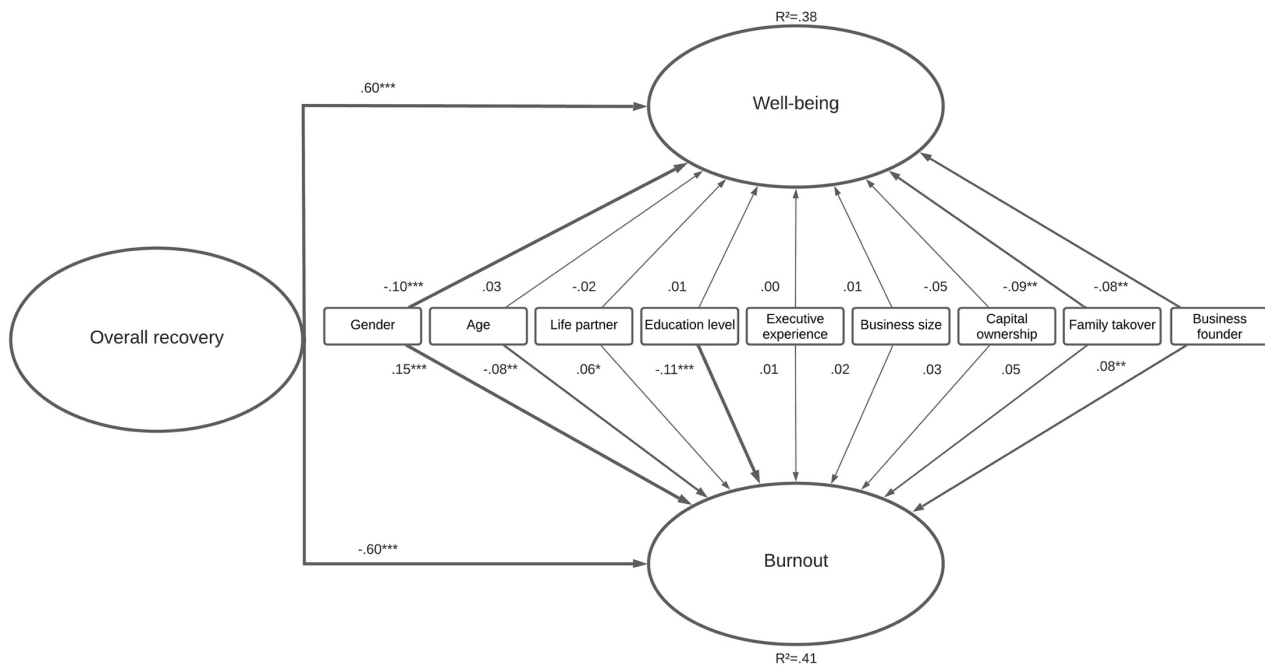 R²=.38
Well-being
.60***
-.10***
.03
-.02
.01
.00
.01
-.05
-.09**
-.08**
Overall recovery
Gender
Age
Life partner
Education level
Executive
experience
Business size
Capital
ownership
Family takover
Business
founder
.15***
-.08**
.06*
-.11***
.01
.02
.03
.05
.08**
-.60***
Burnout
R²=.41